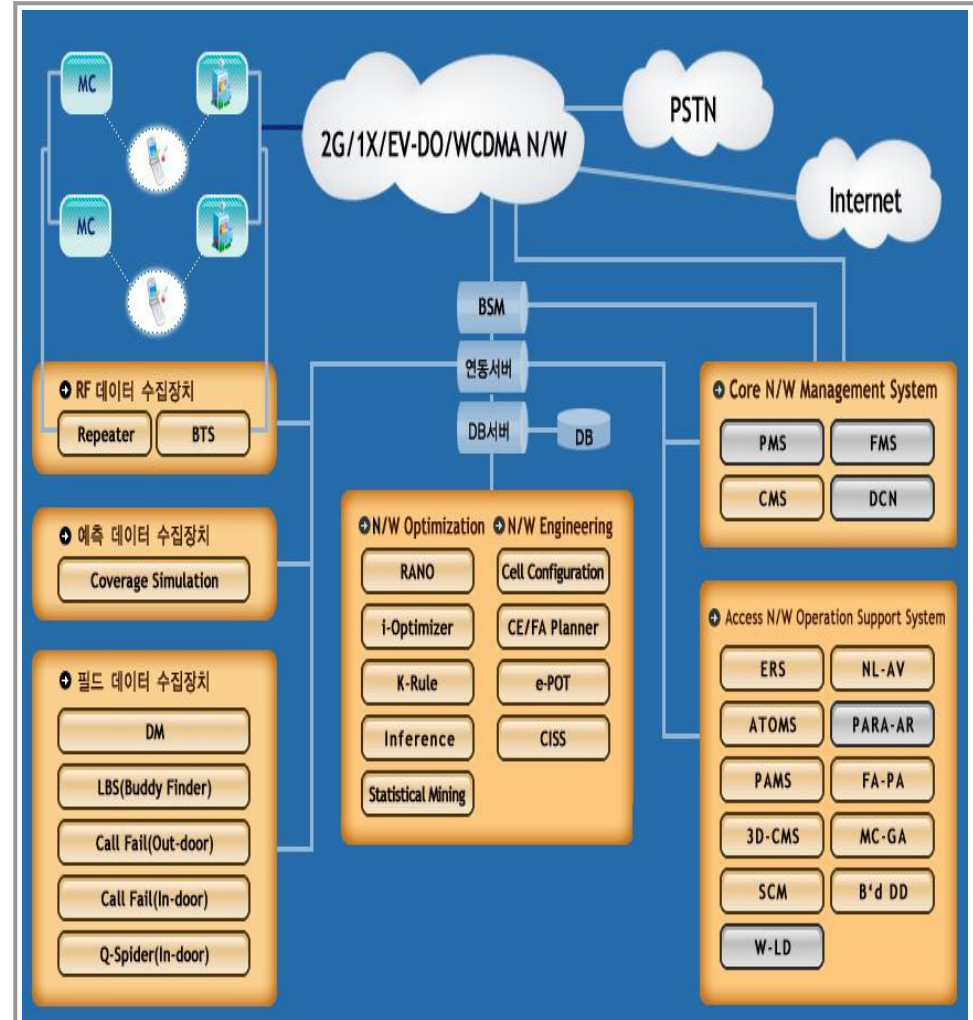 MC
2G/1X/EV-DO/WCDMA N/W
PSTN
Internet
MC
BSM
연동서버
DB서버
DB
RF 데이터 수집장치
Repeater
BTS
예측 데이터 수집장치
Coverage Simulation
필드 데이터 수집장치
DM
LBS(Buddy Finder)
Call Fail(Out-door)
Call Fail(In-door)
Q-Spider(In-door)
N/W Optimization
RANO
i-Optimizer
K-Rule
Inference
Statistical Mining
N/W Engineering
Cell Configuration
CE/FA Planner
e-POT
CISS
Core N/W Management System
PMS
FMS
CMS
DCN
Access N/W Operation Support System
ERS
NL-AV
ATOMS
PARA-AR
PAMS
FA-PA
3D-CMS
MC-GA
SCM
B'd DD
W-LD